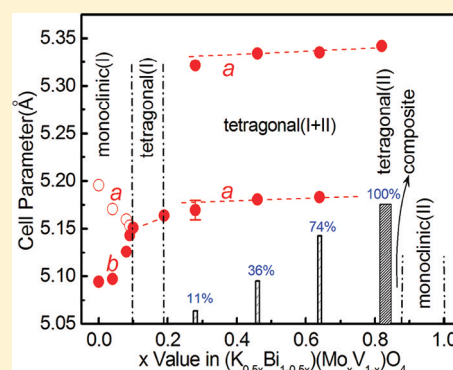 Cell Parameter(Å)
5.35
5.30
5.25
5.20
5.15
5.10
5.05
monoclinic(I)
tetragonal(I)
tetragonal(I+II)
tetragonal(II)
composite
monoclinic(II)
a
a
a
b
11%
36%
74%
100%
0.0 0.2 0.4 0.6 0.8 1.0
x Value in (K0.5xBi1-0.5x)(MoxV1-x)O4